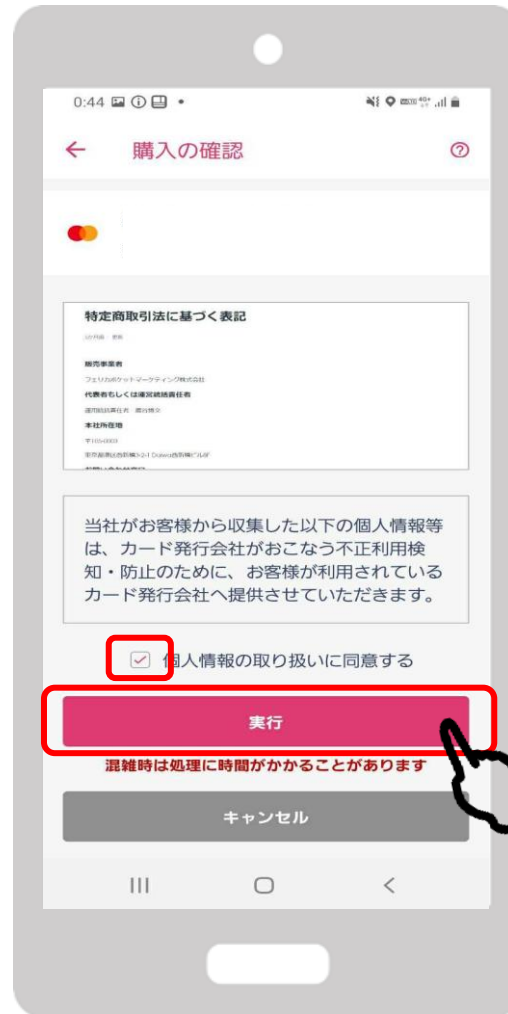 0:44
購入の確認
特定商取引法に基づく表記
販売事業者
フェリカポケットマーケティング株式会社
代表者もしくは運営統括責任者
本社所在地
〒105-0003
当社がお客様から収集した以下の個人情報等
は、カード発行会社がおこなう不正利用検
知・防止のために、お客様が利用されている
カード発行会社へ提供させていただきます。
個人情報の取り扱いに同意する
実行
混雑時は処理に時間がかかることがあります
キャンセル